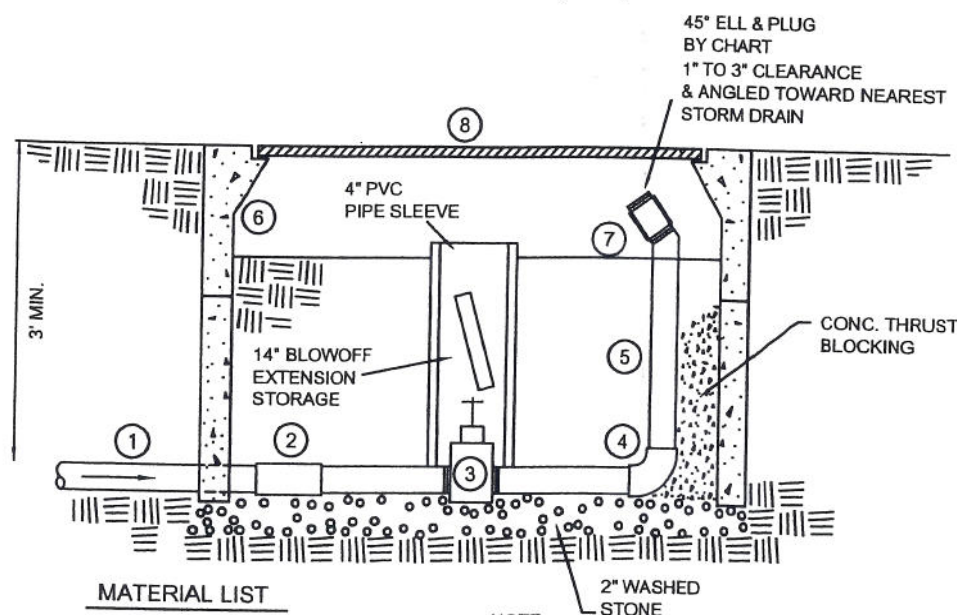 45° ELL & PLUG
BY CHART
1" TO 3" CLEARANCE
& ANGLED TOWARD NEAREST
STORM DRAIN
8
4" PVC
PIPE SLEEVE
6
7
3' MIN.
CONC. THRUST
BLOCKING
14" BLOWOFF
EXTENSION
STORAGE
5
1
2
3
4
MATERIAL LIST
2" WASHED
STONE
NOTE